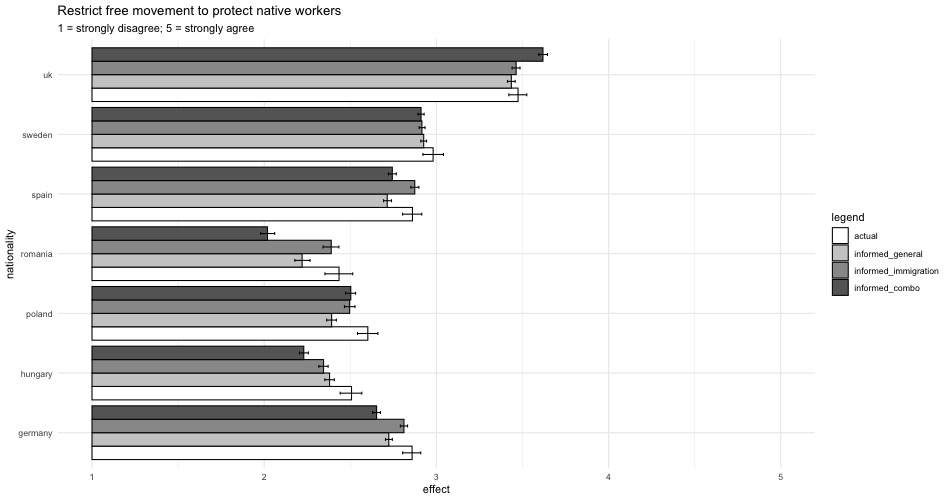 Restrict free movement to protect native workers
1 = strongly disagree; 5 = strongly agree
uk
sweden
spain
romania
poland
hungary
germany
nationality
1 2 3 4 5
effect
legend
actual
informed_general
informed_immigration
informed_combo